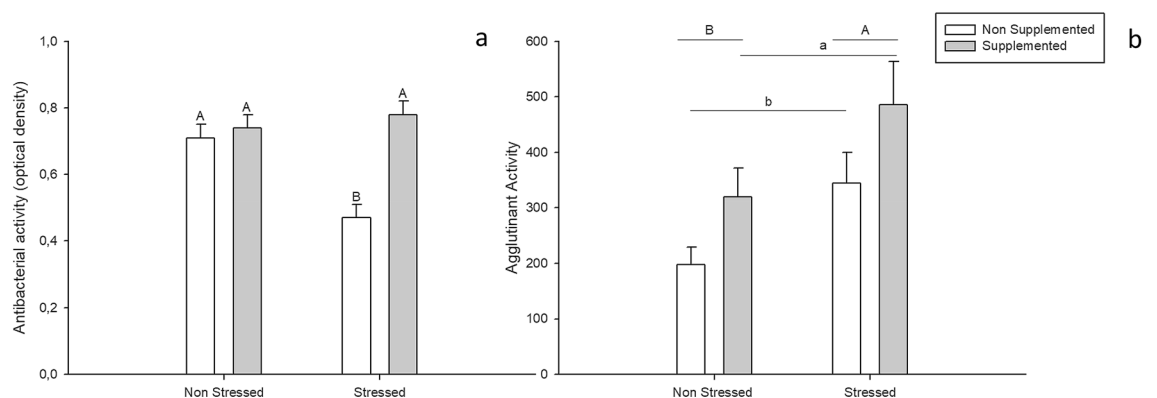 a
Antibacterial activity (optical density)
1,0
0,8
0,6
0,4
0,2
0,0
A
A
B
A
Non Stressed
Stressed
b
Non Supplemented
Supplemented
Agglutinant Activity
600
500
400
300
200
100
0
B
A
a
b
Non Stressed
Stressed